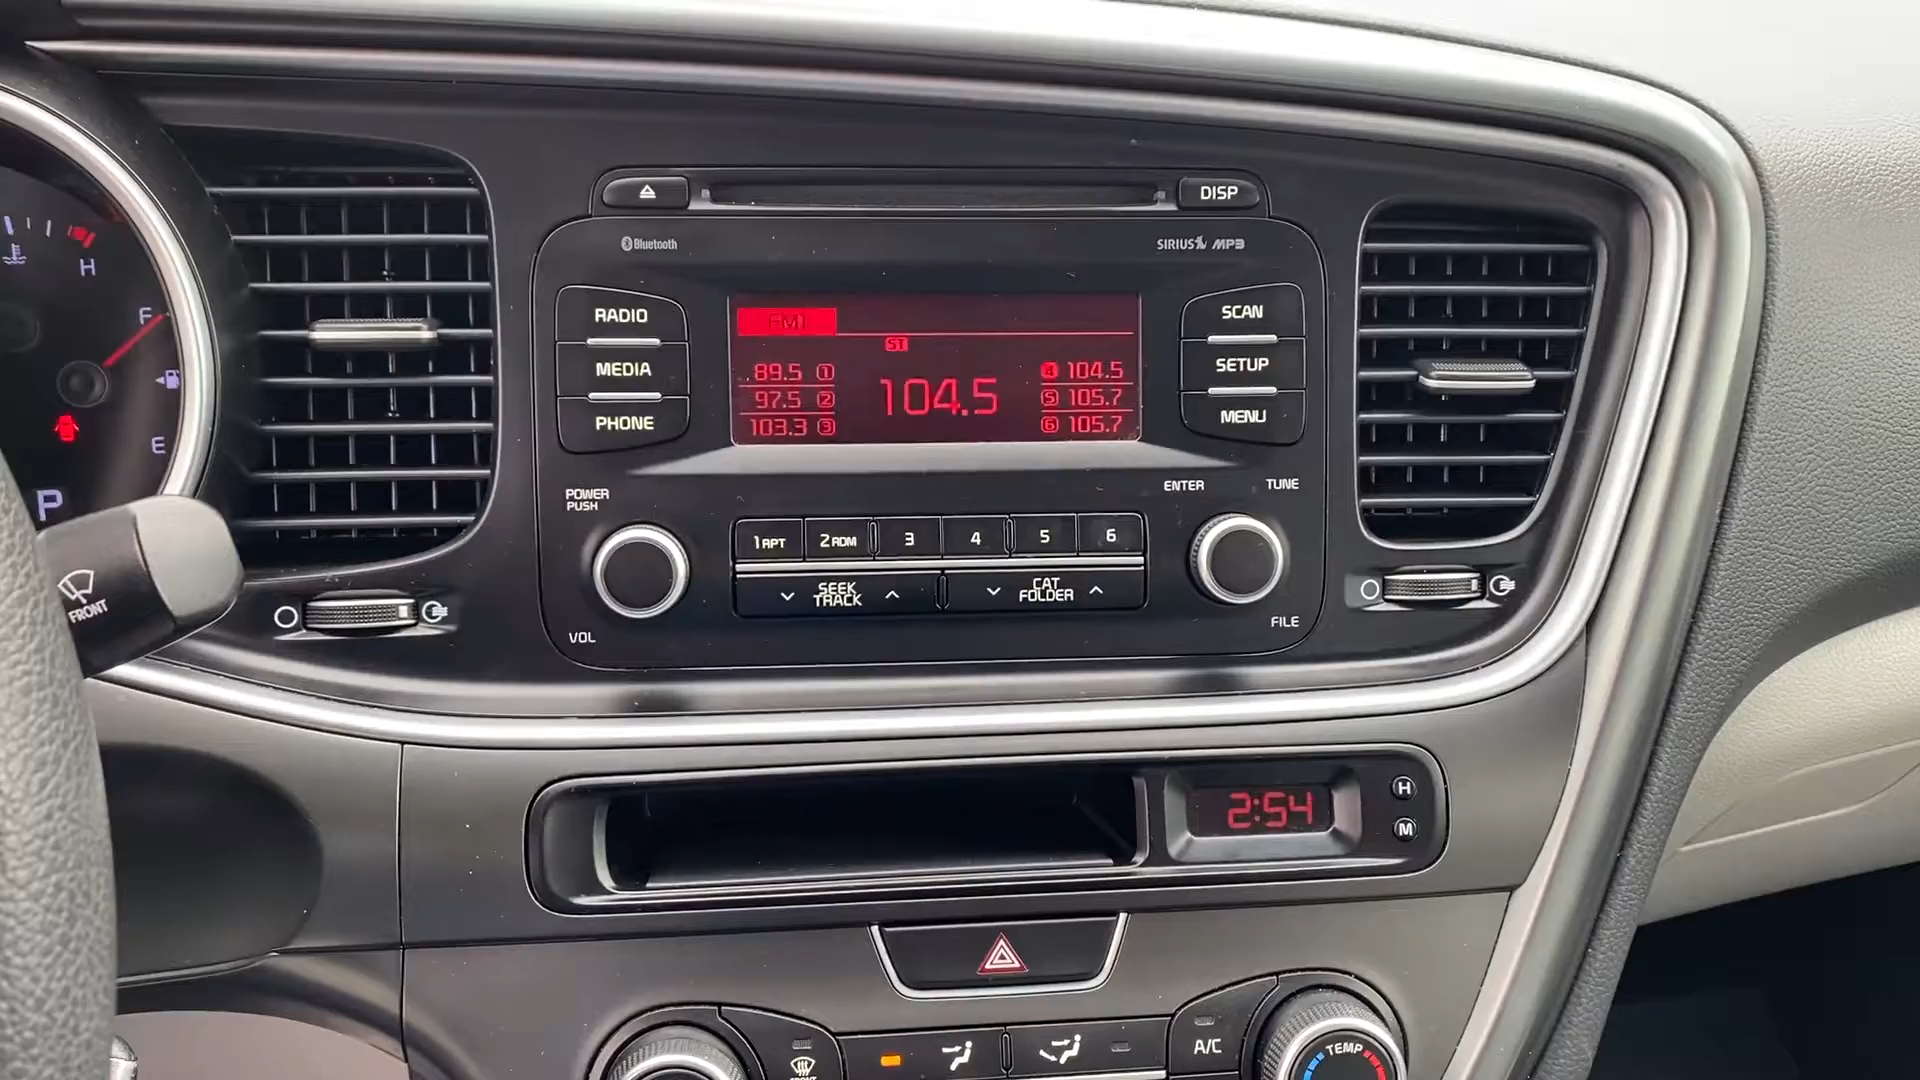 DISP
Bluetooth
SIRIUS MP3
H
RADIO
MEDIA
PHONE
FM1
ST
89.5 1
97.5 2
103.3 3
104.5
4 104.5
5 105.7
6 105.7
SCAN
SETUP
MENU
F
E
P
FRONT
POWER
PUSH
VOL
1 RPT
2 RDM
3
4
5
6
SEEK
TRACK
CAT
FOLDER
ENTER
TUNE
FILE
2:54
H
M
A/C
TEMP